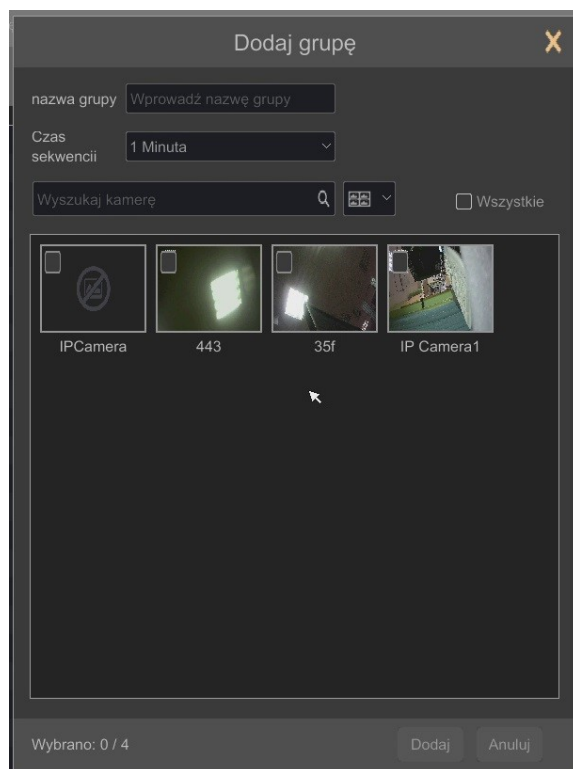 Dodaj grupę
X
nazwa grupy Wprowadź nazwę grupy
Czas
sekwencii
1 Minuta
Wyszukaj kamerę
Wszystkie
IPCamera 443 35f IP Camera1
Wybrano: 0 / 4
Dodaj Anuluj